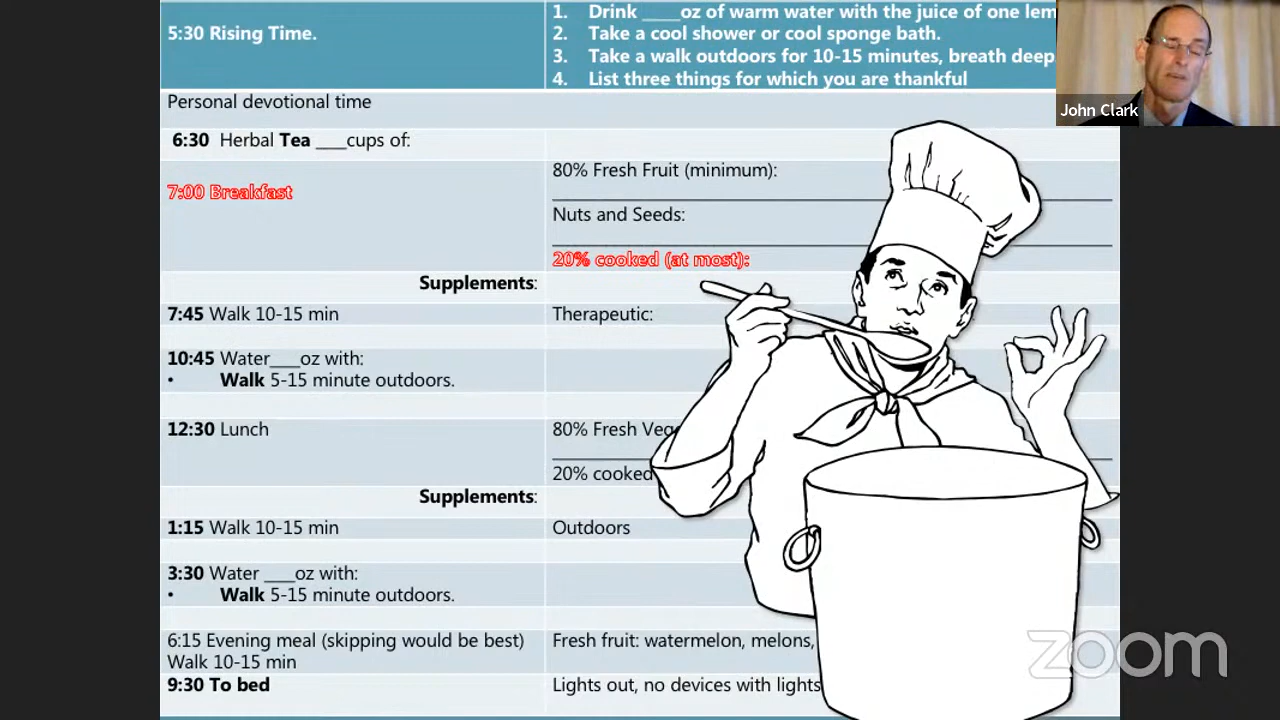 5:30 Rising Time.
1. Drink ____oz of warm water with the juice of one lem
2. Take a cool shower or cool sponge bath.
3. Take a walk outdoors for 10-15 minutes, breath deep
4. List three things for which you are thankful
John Clark
Personal devotional time
6:30 Herbal Tea ____cups of:
7:00 Breakfast
80% Fresh Fruit (minimum):
Nuts and Seeds:
20% cooked (at most):
Supplements:
7:45 Walk 10-15 min
Therapeutic:
10:45 Water____oz with:
• Walk 5-15 minute outdoors.
12:30 Lunch
80% Fresh Veg
20% cooked
Supplements:
1:15 Walk 10-15 min
Outdoors
3:30 Water ____oz with:
• Walk 5-15 minute outdoors.
6:15 Evening meal (skipping would be best)
Walk 10-15 min
Fresh fruit: watermelon, melons,
9:30 To bed
Lights out, no devices with lights
zoom